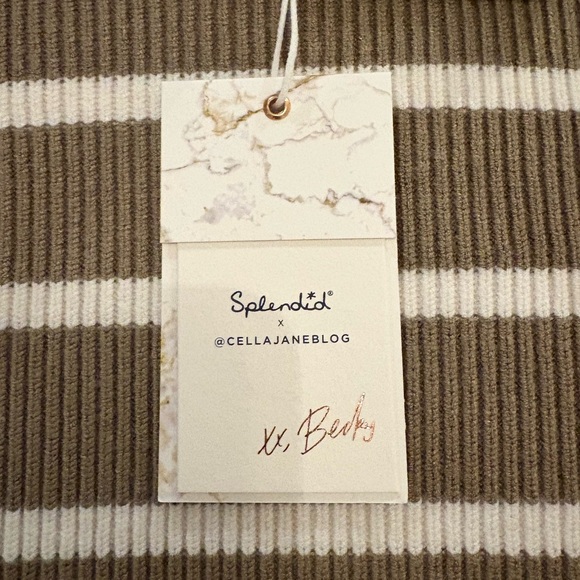 Splendid®
x
@CELLAJANEBLOG
xx, Becky